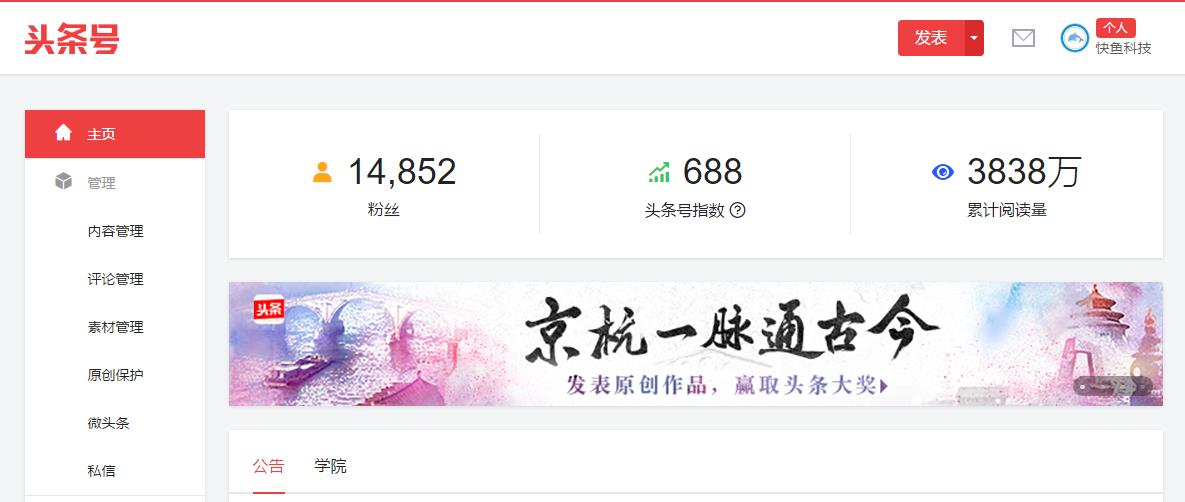 头条号
发表
个人
快鱼科技
主页
管理
内容管理
评论管理
素材管理
原创保护
微头条
私信
14,852
粉丝
688
头条号指数
3838万
累计阅读量
头条
京杭一脉通古今
发表原创作品，赢取头条大奖
公告
学院